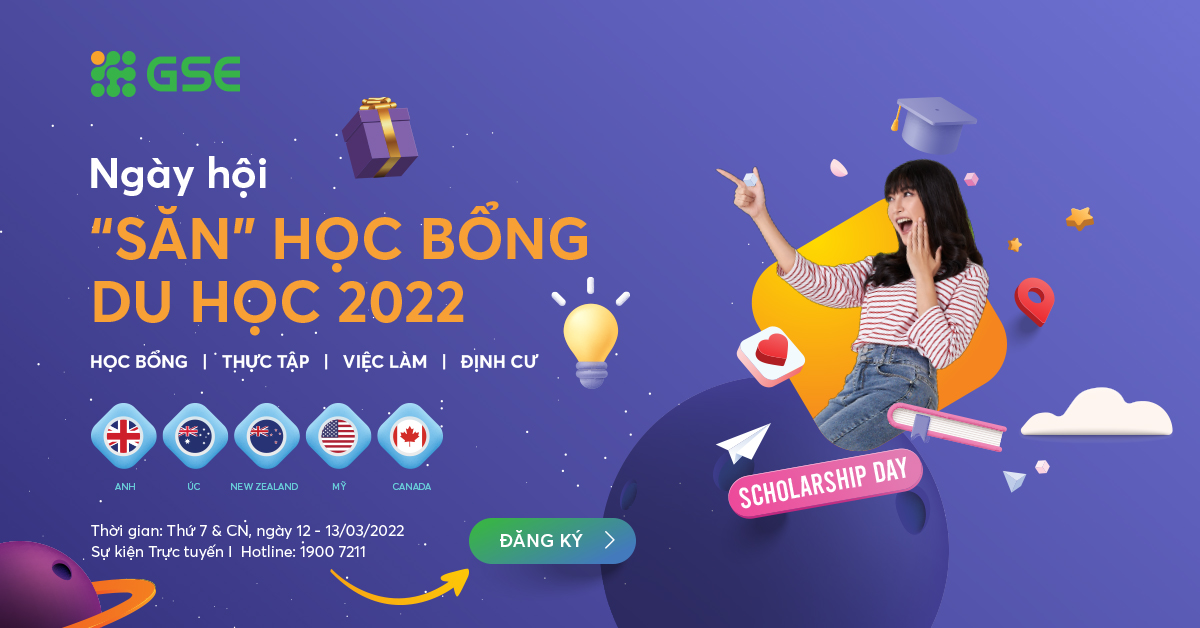 GSE
Ngày hội
“SĂN” HỌC BỔNG
DU HỌC 2022
HỌC BỔNG | THỰC TẬP | VIỆC LÀM | ĐỊNH CƯ
ANH ÚC NEW ZEALAND MỸ CANADA
Thời gian: Thứ 7 & CN, ngày 12 - 13/03/2022
Sự kiện Trực tuyến I Hotline: 1900 7211
ĐĂNG KÝ
SCHOLARSHIP DAY